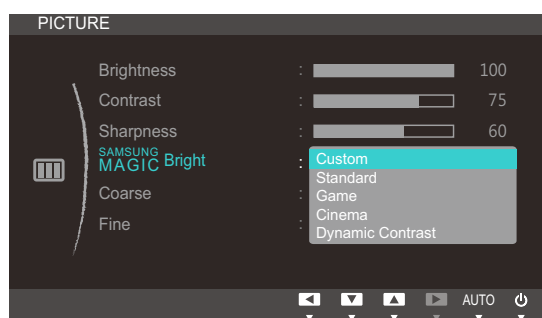 PICTURE
Brightness : 100
Contrast : 75
Sharpness : 60
SAMSUNG
MAGIC Bright : Custom
Standard
Coarse : Game
Cinema
Fine : Dynamic Contrast
AUTO